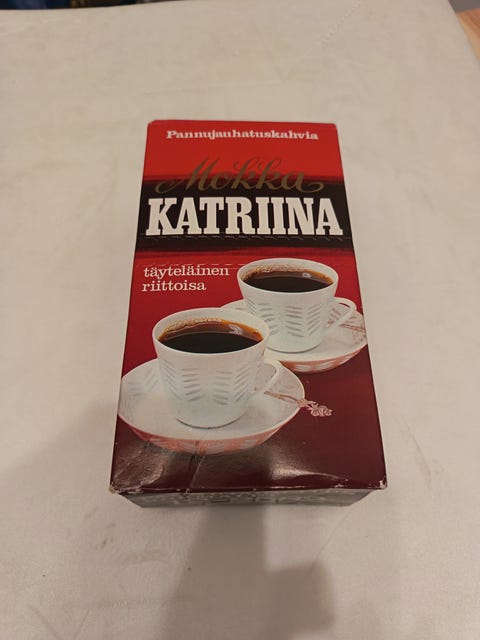 Pannujauhatuskahvia
Mokka
KATRIINA
täyteläinen
riittoisa